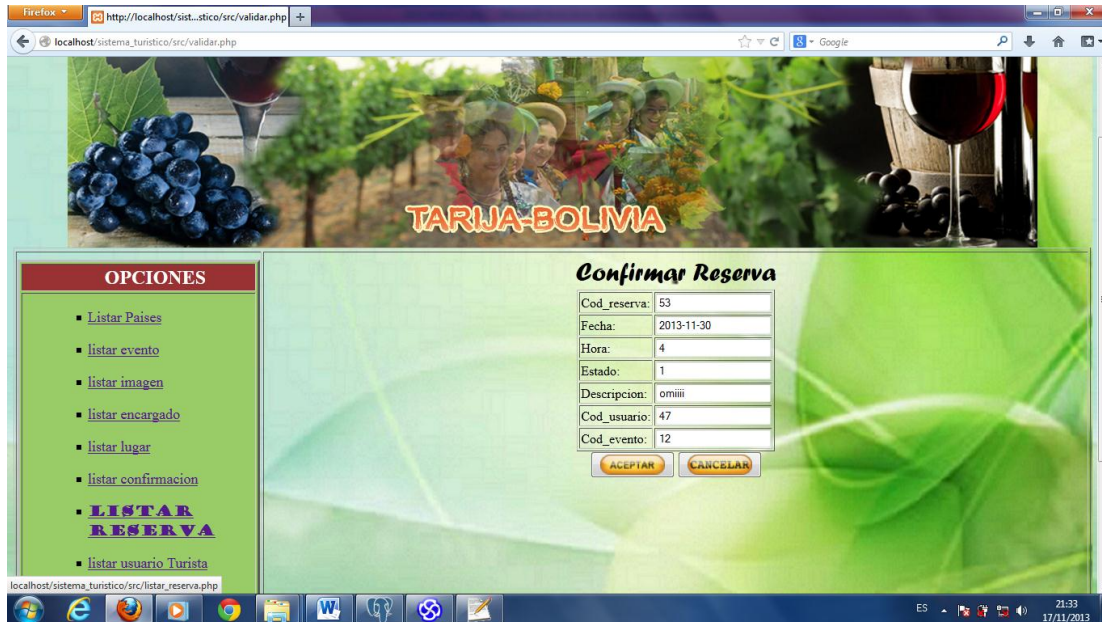 Firefox
http://localhost/sist...stico/src/validar.php
localhost/sistema_turistico/src/validar.php
Google
TARIJA-BOLIVIA
OPCIONES
Listar Paises
listar evento
listar imagen
listar encargado
listar lugar
listar confirmacion
LISTAR
RESERVA
listar usuario Turista
Confirmar Reserva
Cod_reserva: 53
Fecha: 2013-11-30
Hora: 4
Estado: 1
Descripcion: omiiii
Cod_usuario: 47
Cod_evento: 12
ACEPTAR CANCELAR
localhost/sistema_turistico/src/listar_reserva.php
ES
21:33
17/11/2013